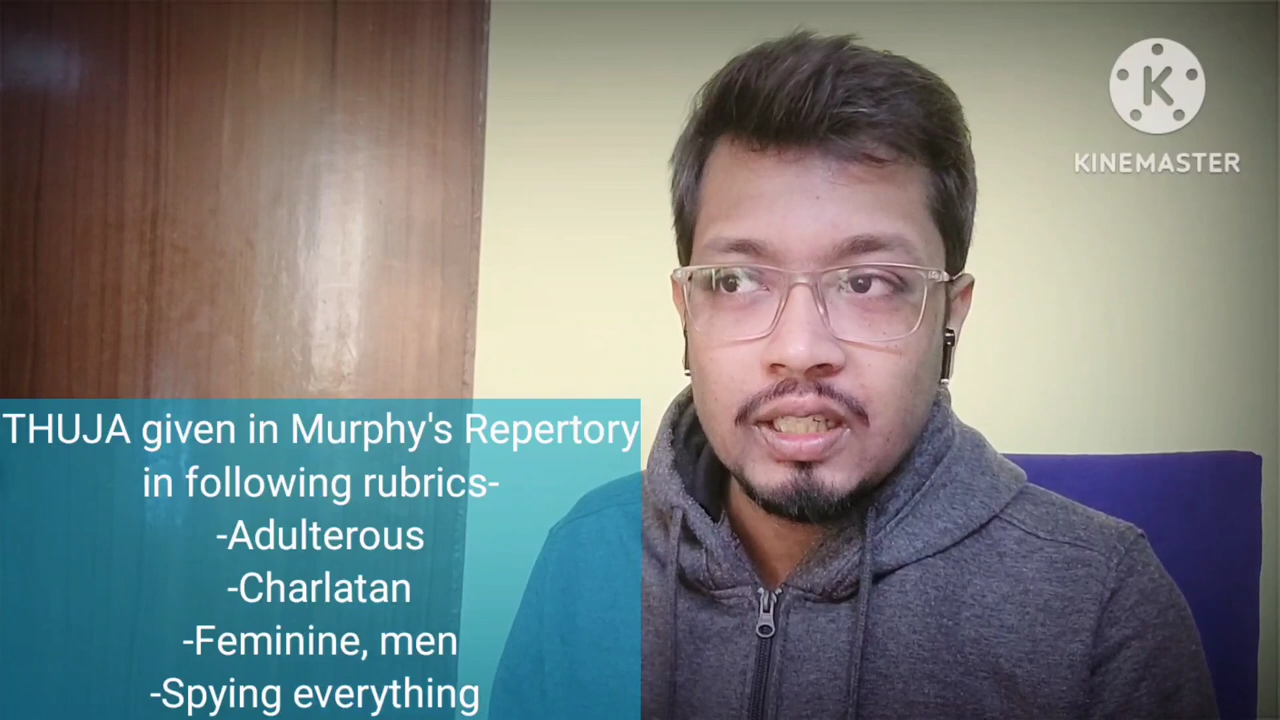 KINEMASTER
THUJA given in Murphy's Repertory
in following rubrics-
-Adulterous
-Charlatan
-Feminine, men
-Spying everything